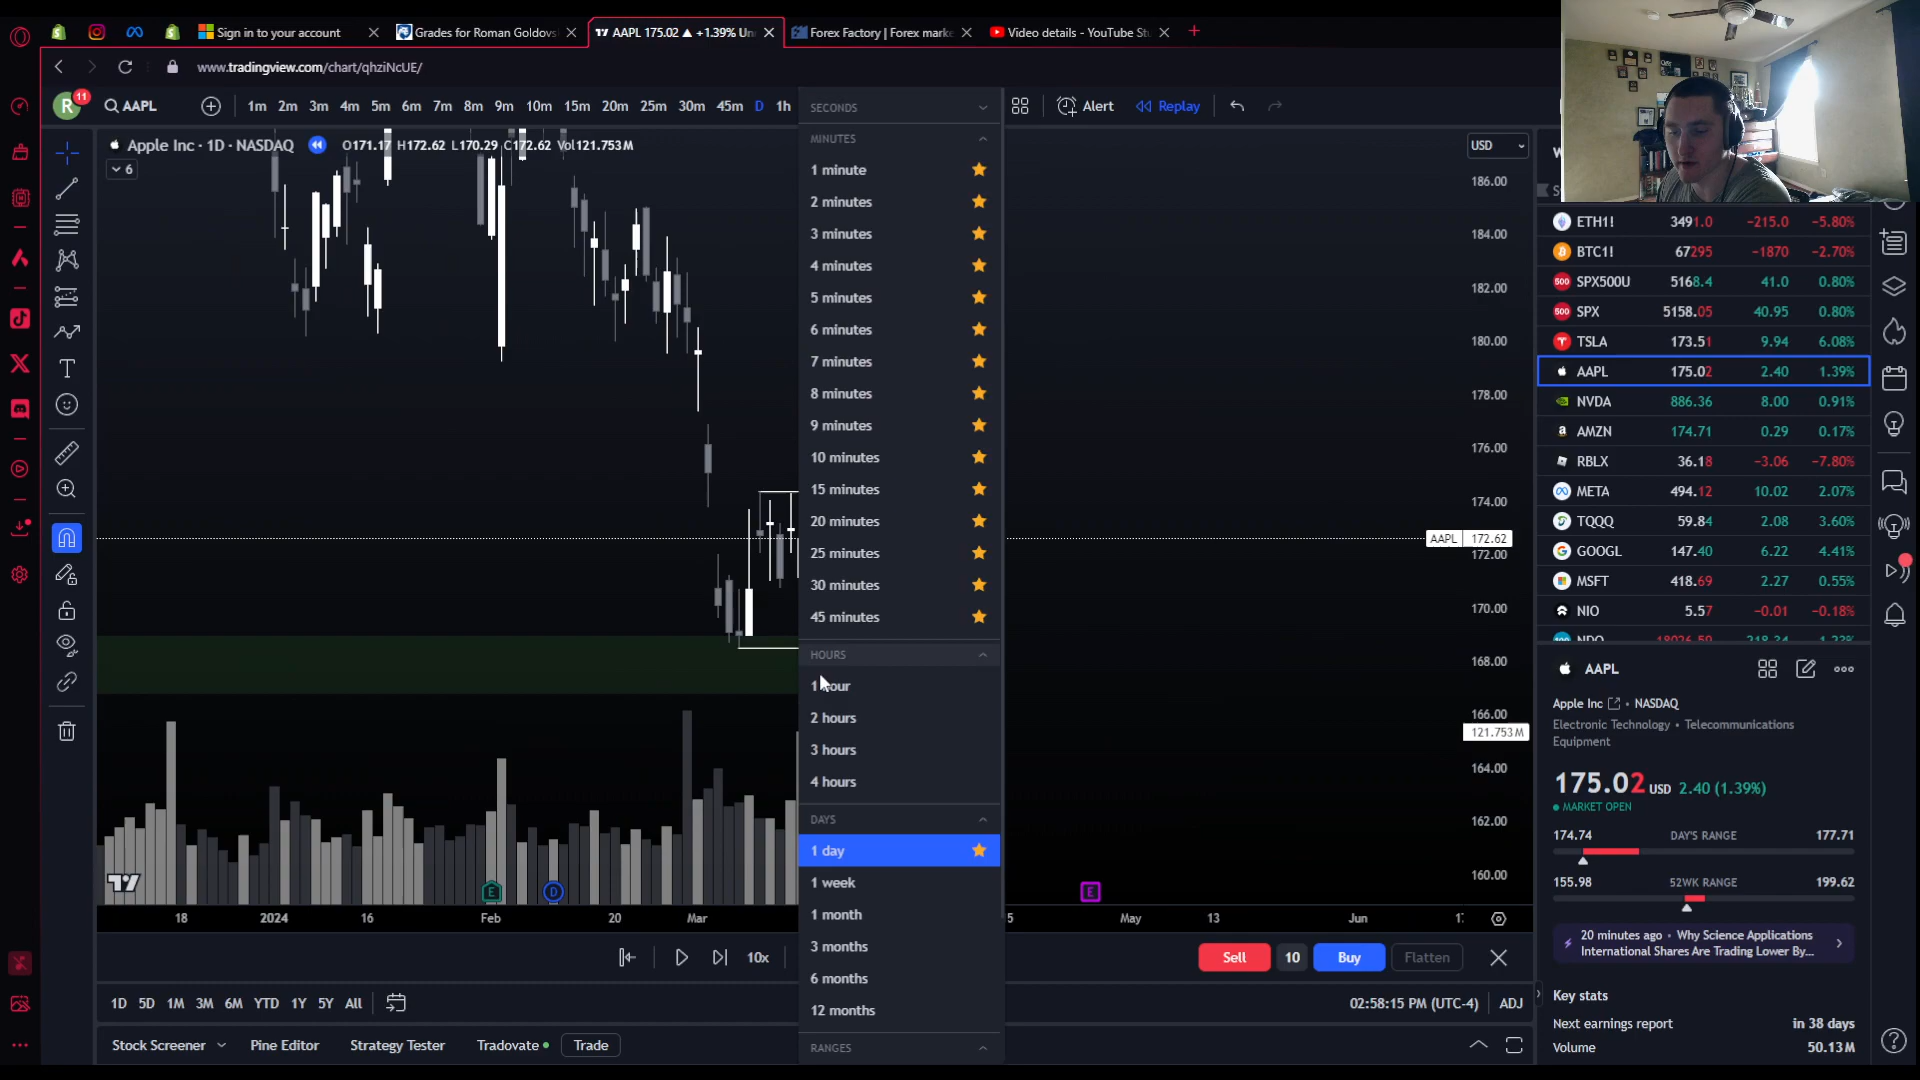 Sign in to your account
Grades for Roman Goldovs
AAPL 175.02 ▲ +1.39% Un
Forex Factory | Forex marke
Video details - YouTube St
www.tradingview.com/chart/qhziNcUE/
R
11
AAPL
1m 2m 3m 4m 5m 6m 7m 8m 9m 10m 15m 20m 25m 30m 45m D 1h
Alert
Replay
Apple Inc · 1D · NASDAQ
O171.17 H172.62 L170.29 C172.62 Vol121.753M
6
SECONDS
MINUTES
1 minute
2 minutes
3 minutes
4 minutes
5 minutes
6 minutes
7 minutes
8 minutes
9 minutes
10 minutes
15 minutes
20 minutes
25 minutes
30 minutes
45 minutes
HOURS
1 hour
2 hours
3 hours
4 hours
DAYS
1 day
1 week
1 month
3 months
6 months
12 months
RANGES
USD
186.00
184.00
182.00
180.00
178.00
176.00
174.00
AAPL 172.62
172.00
170.00
168.00
166.00
121.753M
164.00
162.00
160.00
E
D
E
18 2024 16 Feb 20 Mar 5 May 13 Jun 17
10x
Sell 10 Buy Flatten
1D 5D 1M 3M 6M YTD 1Y 5Y All
02:58:15 PM (UTC-4) ADJ
Stock Screener Pine Editor Strategy Tester Tradovate Trade
ETH1! 3491.0 −215.0 −5.80%
BTC1! 67295 −1870 −2.70%
SPX500U 5168.4 41.0 0.80%
SPX 5158.05 40.95 0.80%
TSLA 173.51 9.94 6.08%
AAPL 175.02 2.40 1.39%
NVDA 886.36 8.00 0.91%
AMZN 174.71 0.29 0.17%
RBLX 36.18 −3.06 −7.80%
META 494.12 10.02 2.07%
TQQQ 59.84 2.08 3.60%
GOOGL 147.40 6.22 4.41%
MSFT 418.69 2.27 0.55%
NIO 5.57 −0.01 −0.18%
AAPL
Apple Inc • NASDAQ
Electronic Technology • Telecommunications
Equipment
175.02 USD 2.40 (1.39%)
MARKET OPEN
174.74 DAY'S RANGE 177.71
155.98 52WK RANGE 199.62
20 minutes ago • Why Science Applications
International Shares Are Trading Lower By...
Key stats
Next earnings report in 38 days
Volume 50.13M